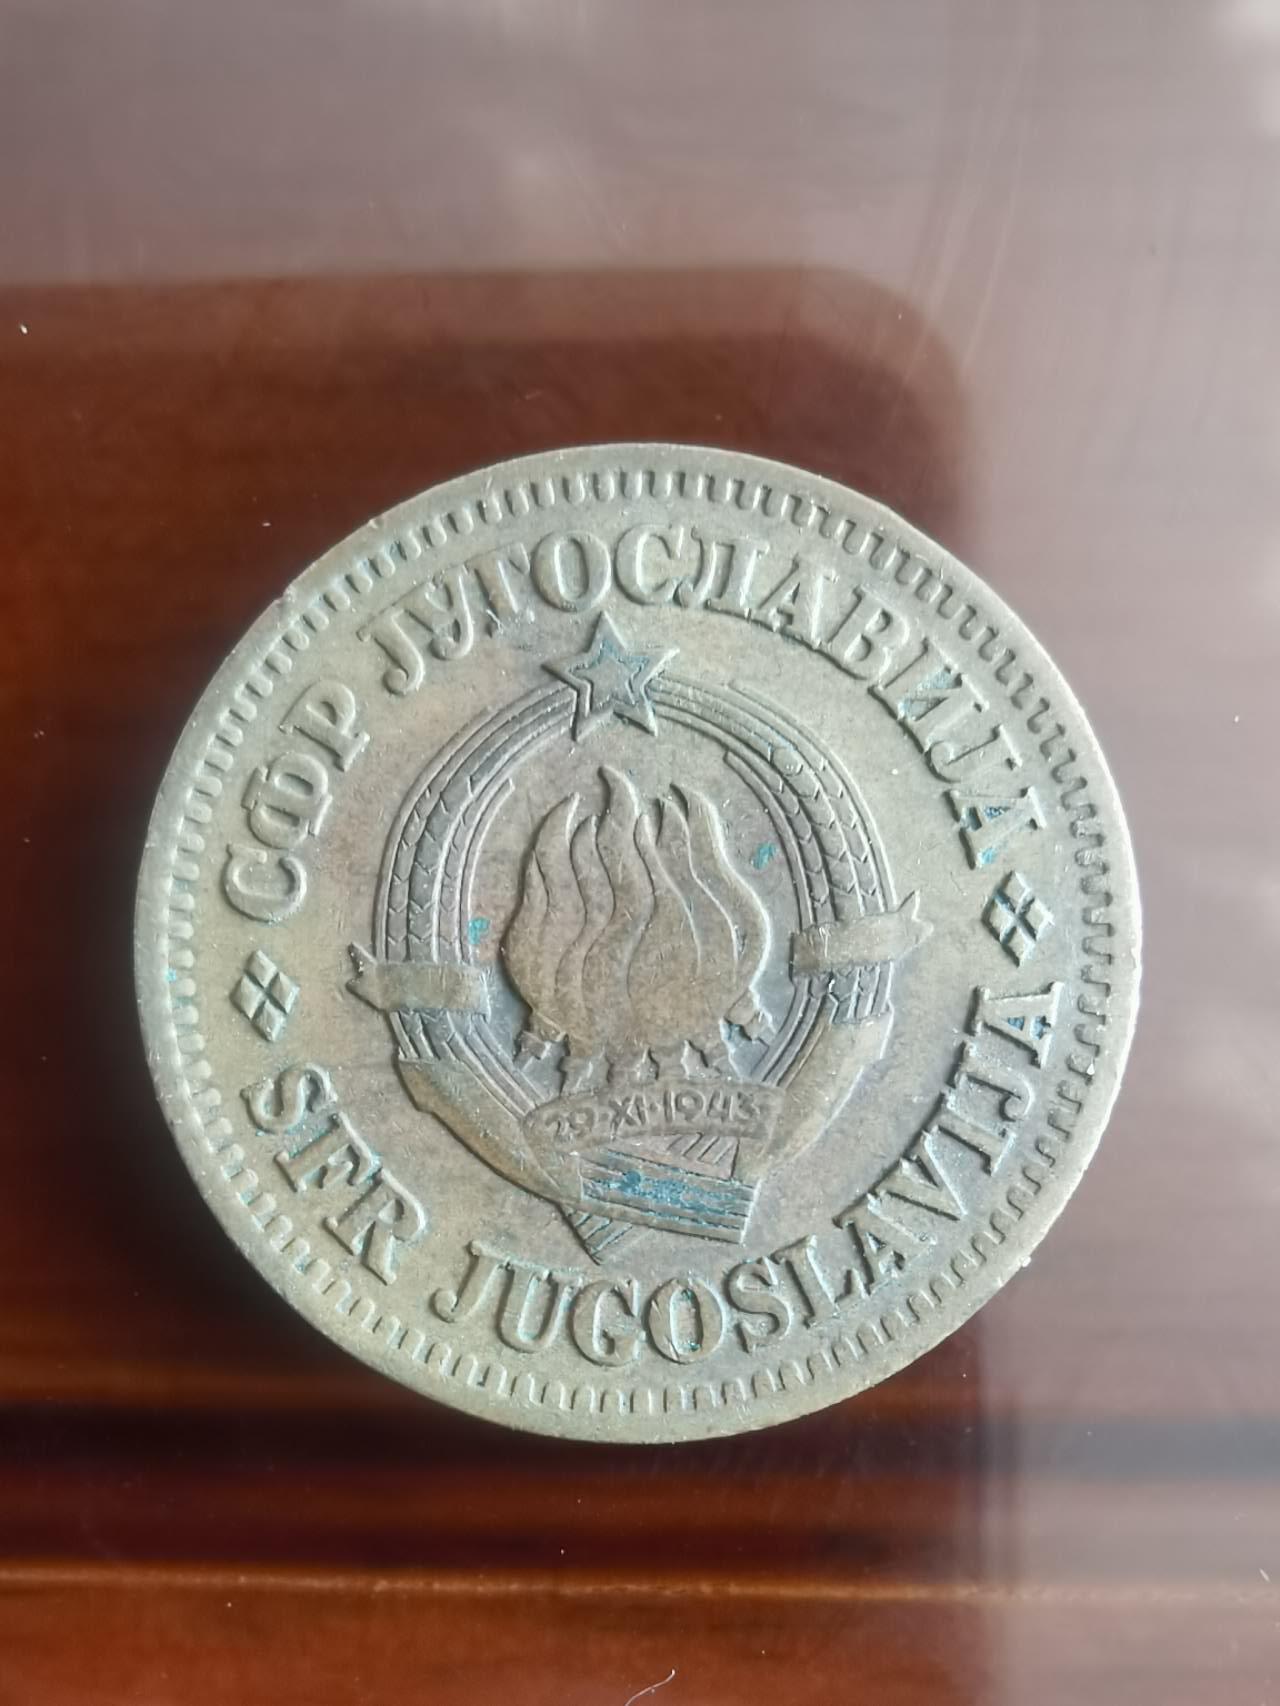 СФР ЈУГОСЛАВИЈА
SFR JUGOSLAVIJA
29·XI·1943